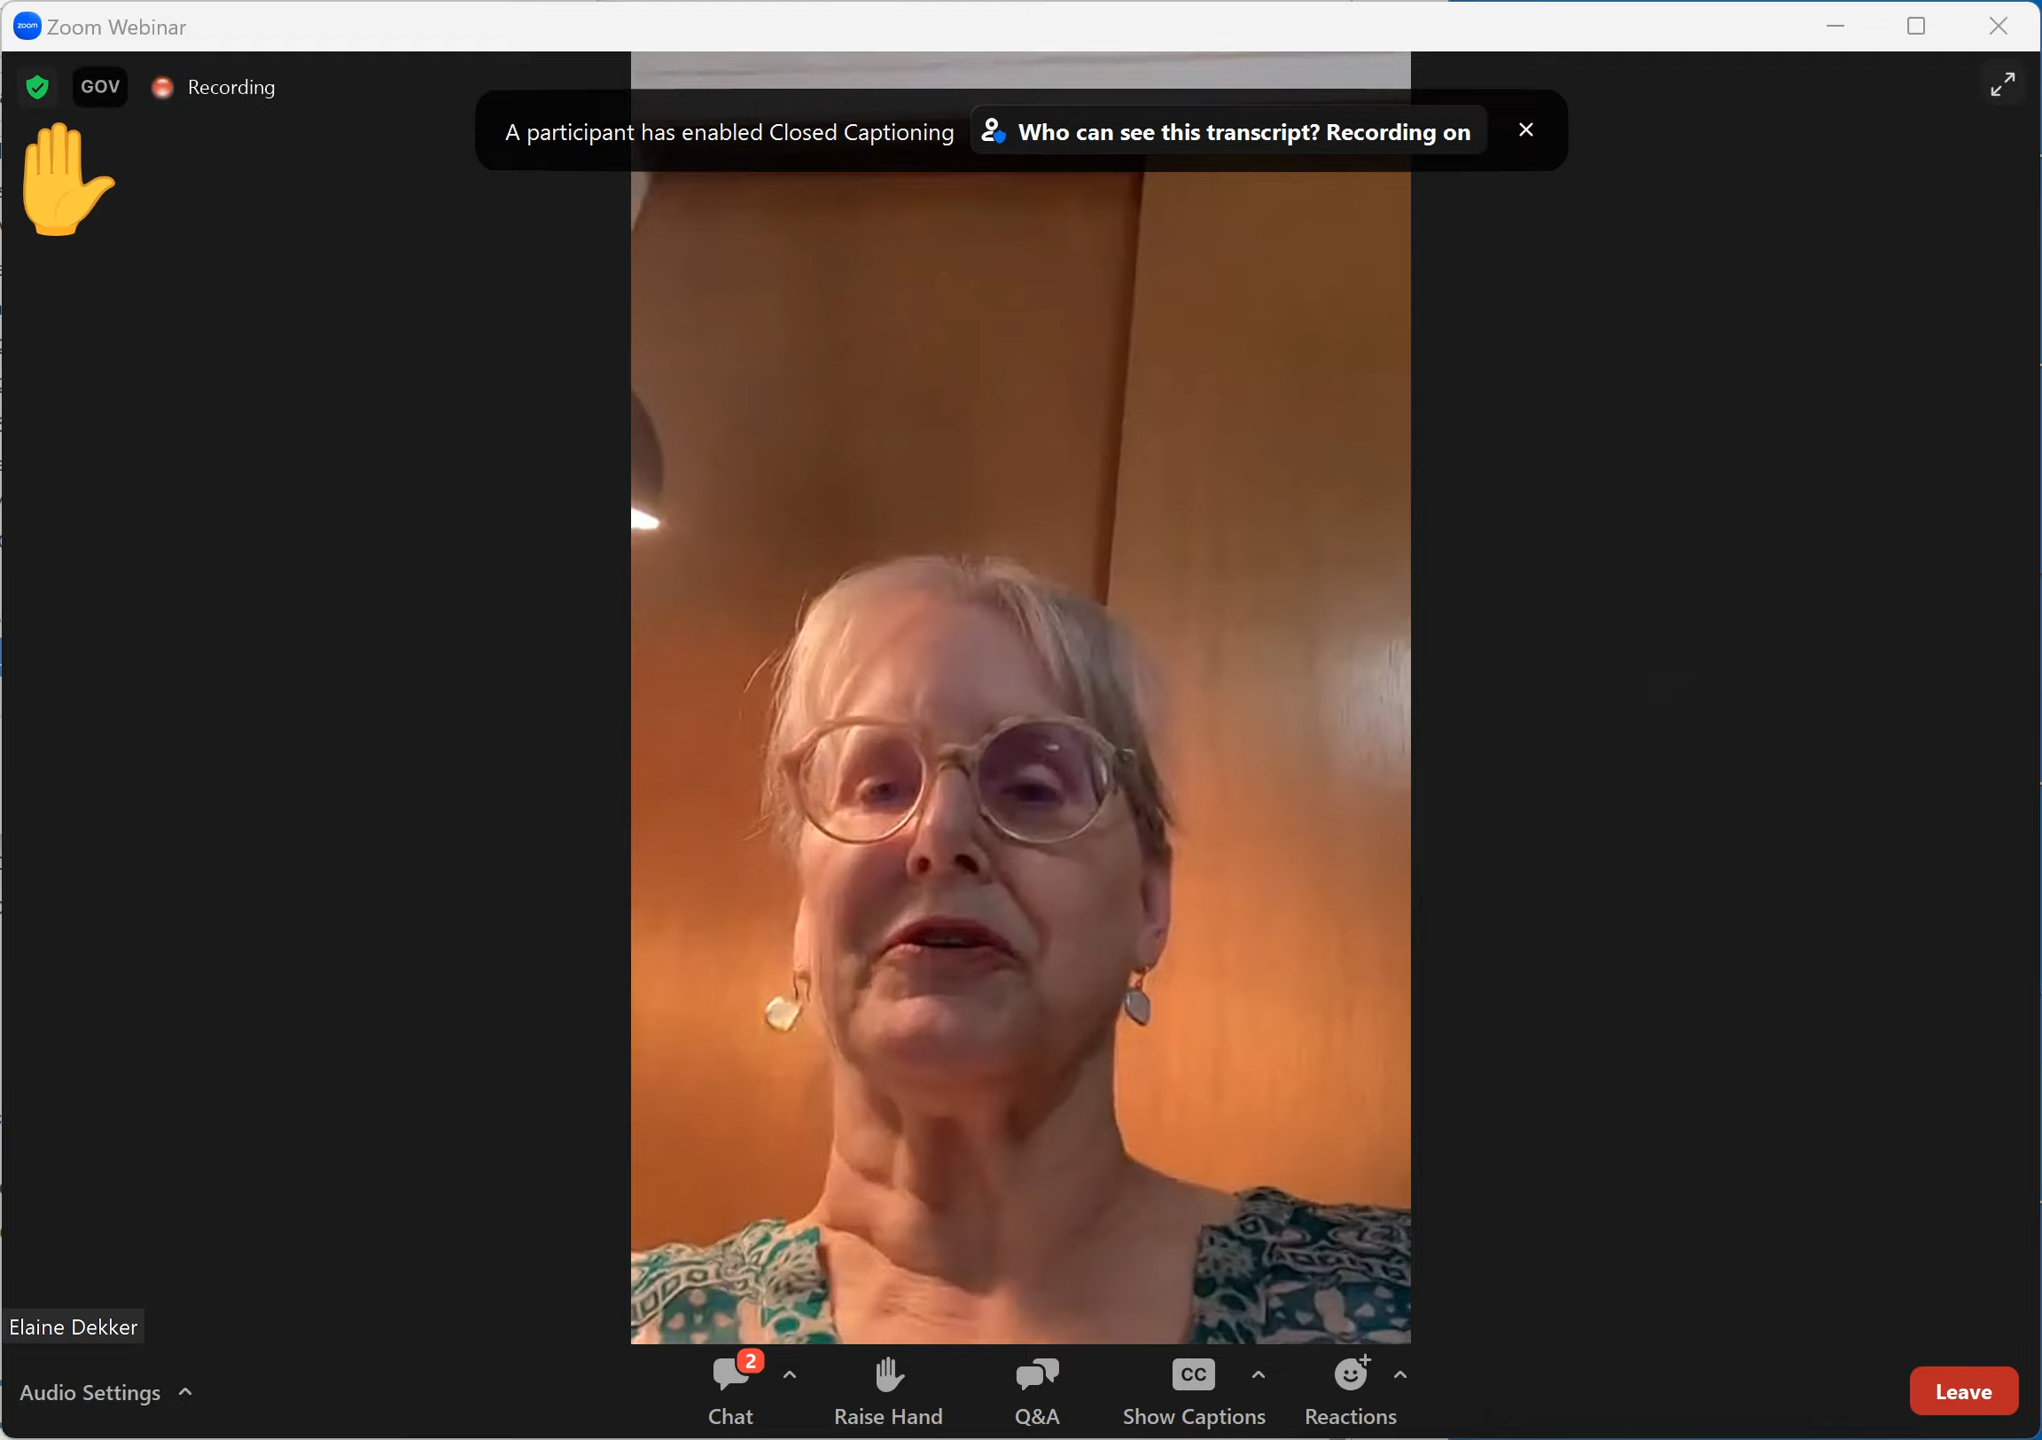 zoom Zoom Webinar
GOV Recording
A participant has enabled Closed Captioning Who can see this transcript? Recording on
Elaine Dekker
2
Audio Settings
CC
Chat Raise Hand Q&A Show Captions Reactions
Leave